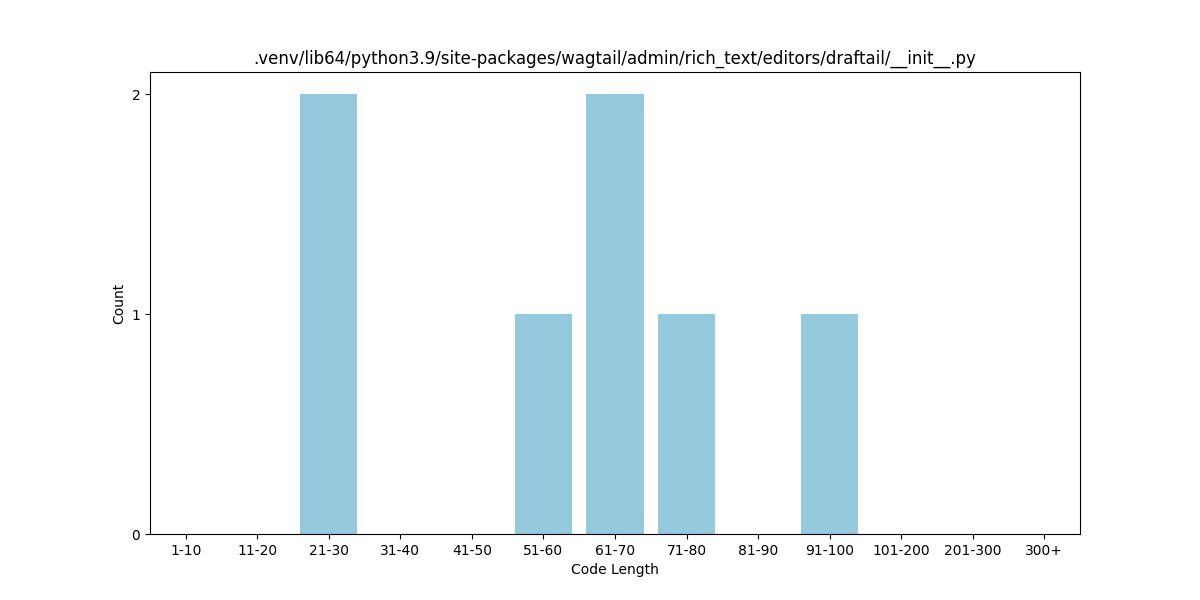 .venv/lib64/python3.9/site-packages/wagtail/admin/rich_text/editors/draftail/__init__.py
2
1
0
Count
1-10 11-20 21-30 31-40 41-50 51-60 61-70 71-80 81-90 91-100 101-200 201-300 300+
Code Length